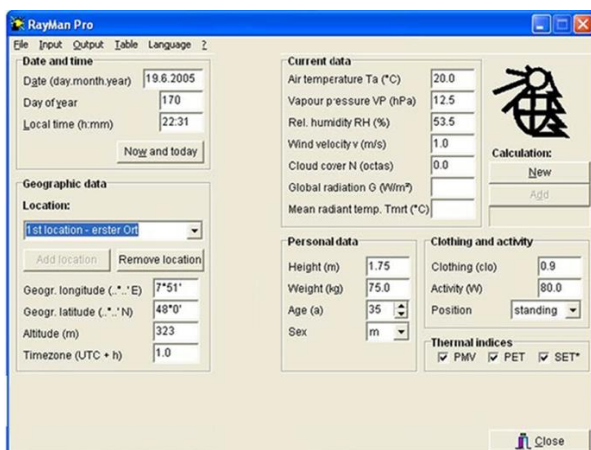 RayMan Pro
File Input Output Table Language ?
Date and time
Date (day.month.year) 19.6.2005
Day of year 170
Local time (h:mm) 22:31
Now and today
Geographic data
Location:
1st location - erster Ort
Add location Remove location
Geogr. longitude (..°..' E) 7°51'
Geogr. latitude (..°..' N) 48°0'
Altitude (m) 323
Timezone (UTC + h) 1.0
Current data
Air temperature Ta (°C) 20.0
Vapour pressure VP (hPa) 12.5
Rel. humidity RH (%) 53.5
Wind velocity v (m/s) 1.0
Cloud cover N (octas) 0.0
Global radiation G (W/m²)
Mean radiant temp. Tmrt (°C)
Calculation:
New
Add
Personal data
Height (m) 1.75
Weight (kg) 75.0
Age (a) 35
Sex m
Clothing and activity
Clothing (clo) 0.9
Activity (W) 80.0
Position standing
Thermal indices
PMV PET SET*
Close